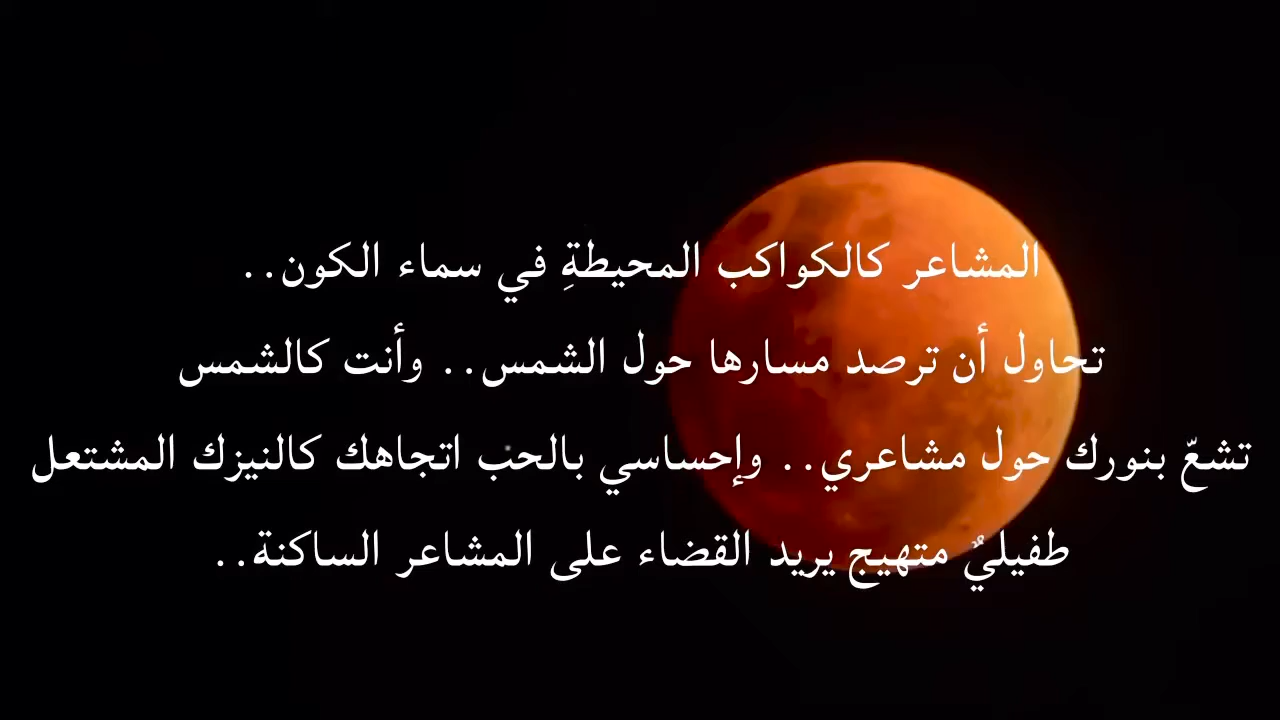 المشاعر كالكواكب المحيطةِ في سماء الكون..
تحاول أن ترصد مسارها حول الشمس.. وأنت كالشمس
تشعّ بنورك حول مشاعري.. وإحساسي بالحب اتجاهك كالنيزك المشتعل
طفيليٌ متهيج يريد القضاء على المشاعر الساكنة..